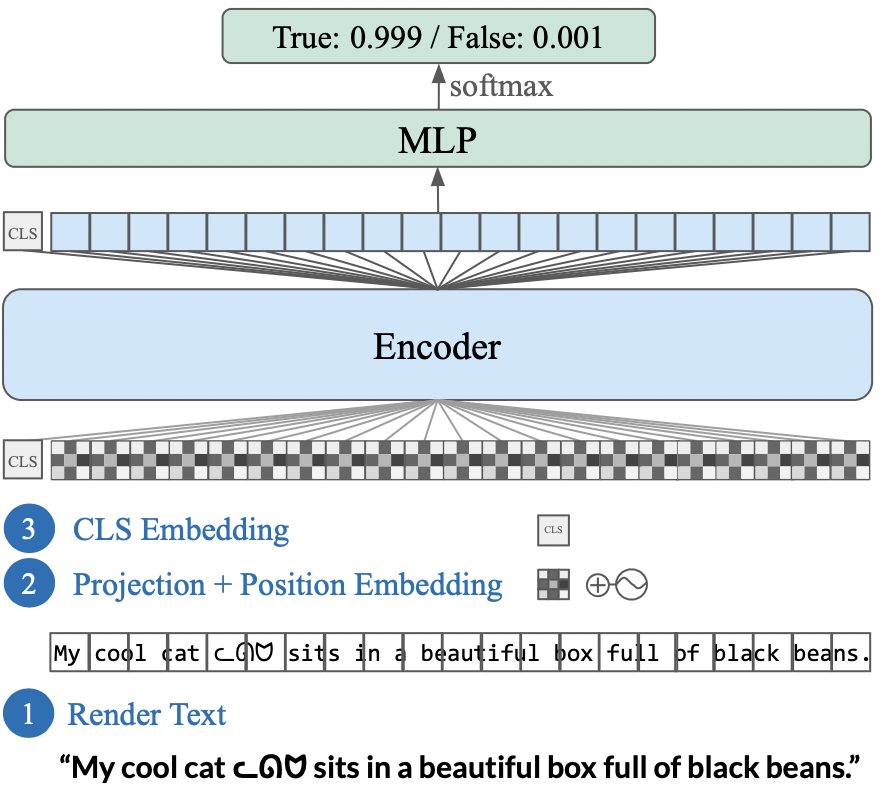 True: 0.999 / False: 0.001
softmax
MLP
CLS
Encoder
CLS
3 CLS Embedding CLS
2 Projection + Position Embedding
My cool cat ᓚᘏᗢ sits in a beautiful box full of black beans.
1 Render Text
“My cool cat ᓚᘏᗢ sits in a beautiful box full of black beans.”